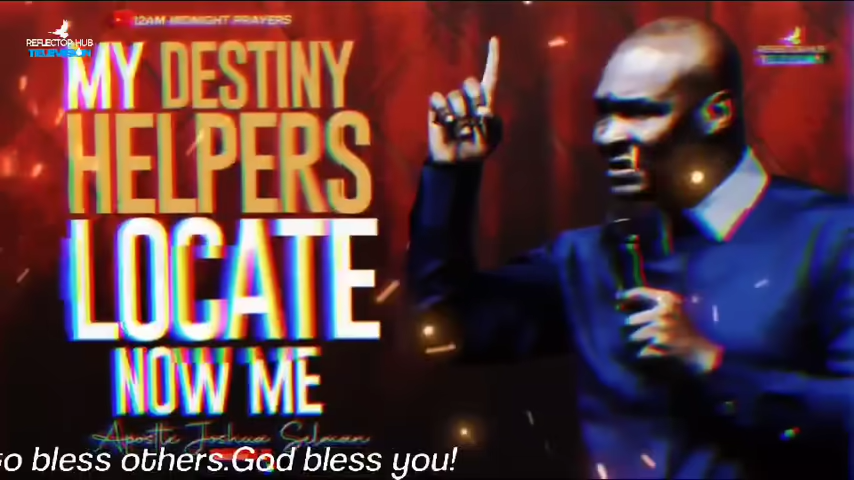 12AM MIDNIGHT PRAYERS
REFLECTOR HUB
TELEVISION
MY DESTINY
HELPERS
LOCATE
NOW ME
Apostle Joshua Selman
to bless others.God bless you!